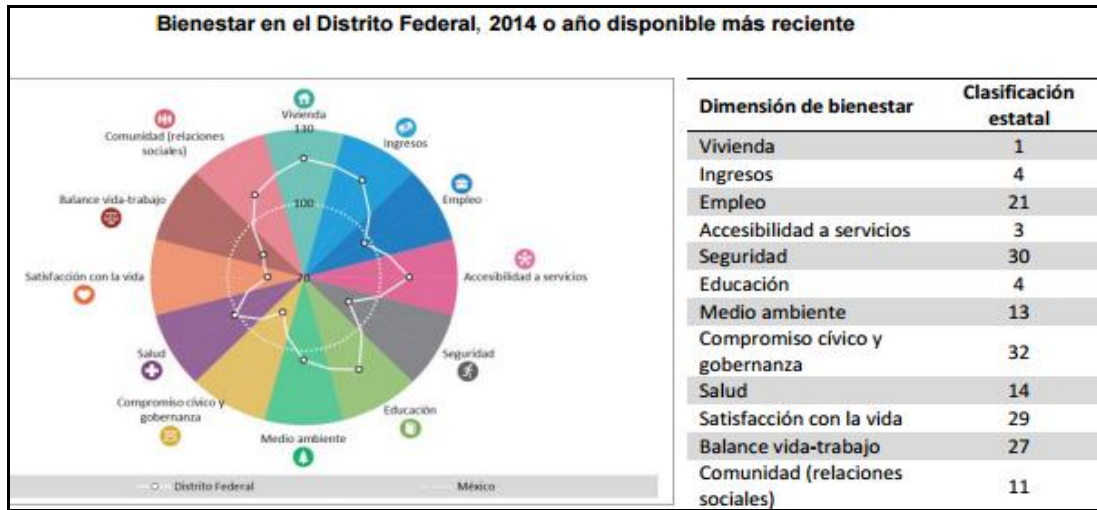 Bienestar en el Distrito Federal, 2014 o año disponible más reciente
Vivienda
130
Ingresos
Empleo
Accesibilidad a servicios
Seguridad
Educación
Medio ambiente
Compromiso cívico y
gobernanza
Salud
Satisfacción con la vida
Balance vida-trabajo
Comunidad (relaciones
sociales)
100
70
Distrito Federal
México
Dimensión de bienestar Clasificación
estatal
Vivienda 1
Ingresos 4
Empleo 21
Accesibilidad a servicios 3
Seguridad 30
Educación 4
Medio ambiente 13
Compromiso cívico y
gobernanza 32
Salud 14
Satisfacción con la vida 29
Balance vida-trabajo 27
Comunidad (relaciones
sociales) 11